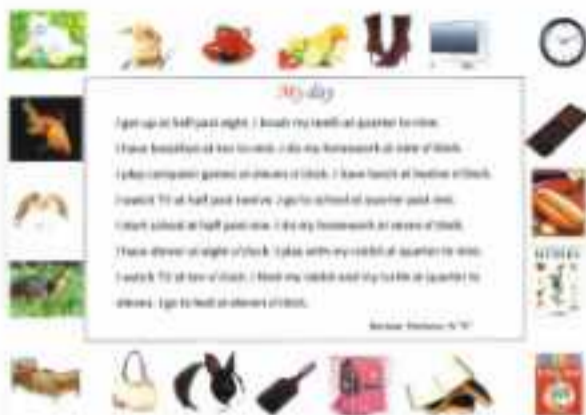 My day
I get up at half past eight. I brush my teeth at quarter to nine.
I have breakfast at ten to nine. I do my homework at nine o'clock.
I play computer games at eleven o'clock. I have lunch at twelve o'clock.
I watch TV at half past twelve. I go to school at quarter past one.
I start school at half past one. I do my homework at seven o'clock.
I have dinner at eight o'clock. I play with my rabbit at quarter to nine.
I watch TV at ten o'clock. I feed my rabbit and my turtle at quarter to
eleven. I go to bed at eleven o'clock.